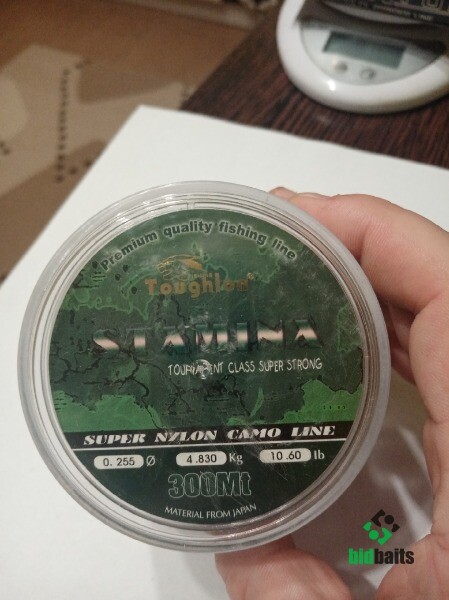 Premium quality fishing line
Toughlon
STAMINA
TOURNAMENT CLASS SUPER STRONG
SUPER NYLON CAMO LINE
0.255 Ø 4.830 Kg 10.60 lb
300Mt
MATERIAL FROM JAPAN
bidbaits